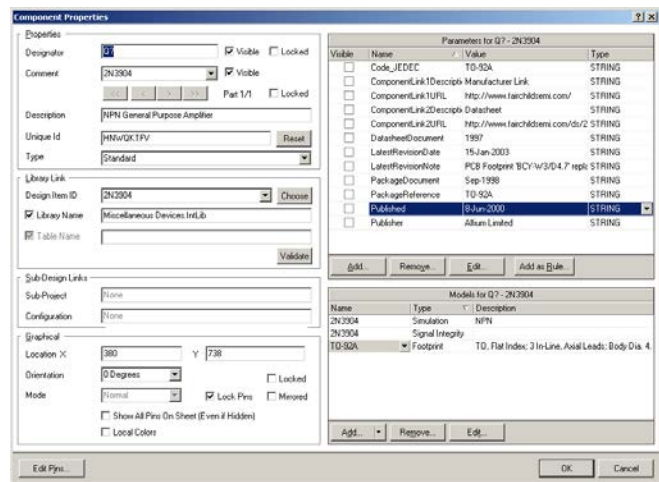 Component Properties
Properties
Designator Q? Visible Locked
Comment 2N3904 Visible
<< < > >> Part 1/1 Locked
Description NPN General Purpose Amplifier
Unique Id Reset
Type Standard
Library Link
Design Item ID 2N3904 Choose
Library Name Miscellaneous Devices.IntLib
Table Name
Validate
Sub-Design Links
Sub-Project None
Configuration None
Graphical
Location X 380 Y 738
Orientation 0 Degrees Locked
Mode Normal Lock Pins Mirrored
Show All Pins On Sheet (Even if Hidden)
Local Colors
Edit Pins...
Parameters for Q? - 2N3904
Visible Name Value Type
Code_JEDEC TO-92A STRING
ComponentLink1Descripti Manufacturer Link STRING
ComponentLink1URL http://www.fairchildsemi.com/ STRING
ComponentLink2Descripti Datasheet STRING
ComponentLink2URL http://www.fairchildsemi.com/ds/2 STRING
DatasheetDocument 1997 STRING
LatestRevisionDate 15-Jan-2003 STRING
LatestRevisionNote PCB Footprint 'BCY-W3/D4.7' repl STRING
PackageDocument Sep-1998 STRING
PackageReference TO-92A STRING
Published 8-Jun-2000 STRING
Publisher Altium Limited STRING
Add... Remove... Edit... Add as Rule...
Models for Q? - 2N3904
Name Type Description
2N3904 Simulation NPN
2N3904 Signal Integrity
TO-92A Footprint TO, Flat Index; 3 In-Line, Axial Leads; Body Dia. 4.
Add... Remove... Edit...
OK Cancel